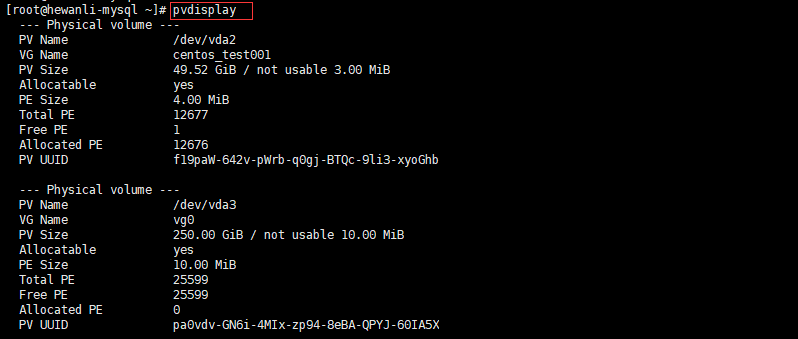 [root@hewanli-mysql ~]# pvdisplay
--- Physical volume ---
PV Name /dev/vda2
VG Name centos_test001
PV Size 49.52 GiB / not usable 3.00 MiB
Allocatable yes
PE Size 4.00 MiB
Total PE 12677
Free PE 1
Allocated PE 12676
PV UUID f19paW-642v-pWrb-q0gj-BTQc-9li3-xyoGhb
--- Physical volume ---
PV Name /dev/vda3
VG Name vg0
PV Size 250.00 GiB / not usable 10.00 MiB
Allocatable yes
PE Size 10.00 MiB
Total PE 25599
Free PE 25599
Allocated PE 0
PV UUID pa0vdv-GN6i-4MIx-zp94-8eBA-QPYJ-60IA5X